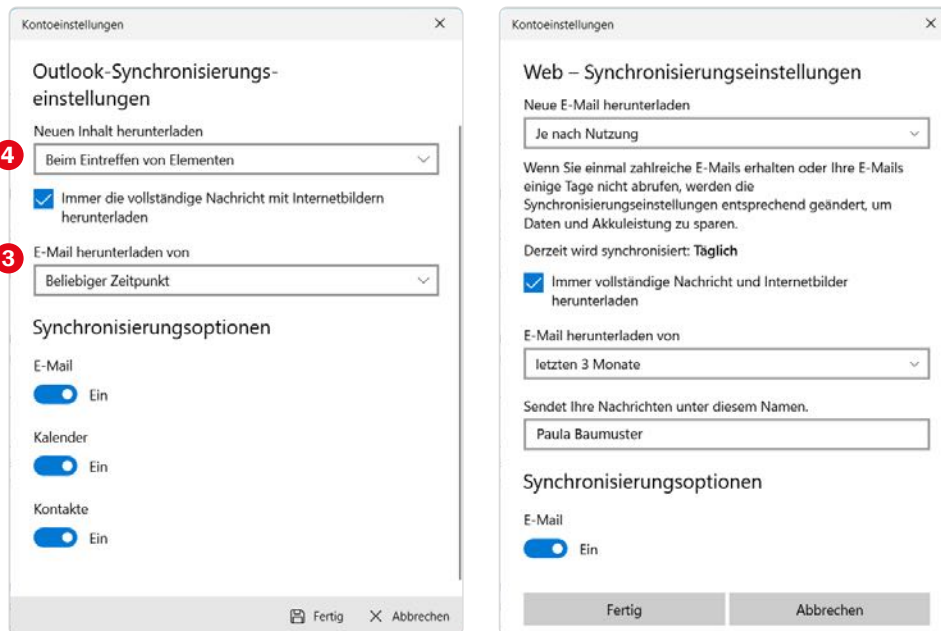 Kontoeinstellungen
Outlook-Synchronisierungs-
einstellungen
Neuen Inhalt herunterladen
4
Beim Eintreffen von Elementen
Immer die vollständige Nachricht mit Internetbildern
herunterladen
3
E-Mail herunterladen von
Beliebiger Zeitpunkt
Synchronisierungsoptionen
E-Mail
Ein
Kalender
Ein
Kontakte
Ein
Fertig Abbrechen
Kontoeinstellungen
Web – Synchronisierungseinstellungen
Neue E-Mail herunterladen
Je nach Nutzung
Wenn Sie einmal zahlreiche E-Mails erhalten oder Ihre E-Mails
einige Tage nicht abrufen, werden die
Synchronisierungseinstellungen entsprechend geändert, um
Daten und Akkuleistung zu sparen.
Derzeit wird synchronisiert: Täglich
Immer vollständige Nachricht und Internetbilder
herunterladen
E-Mail herunterladen von
letzten 3 Monate
Sendet Ihre Nachrichten unter diesem Namen.
Paula Baumuster
Synchronisierungsoptionen
E-Mail
Ein
Fertig Abbrechen